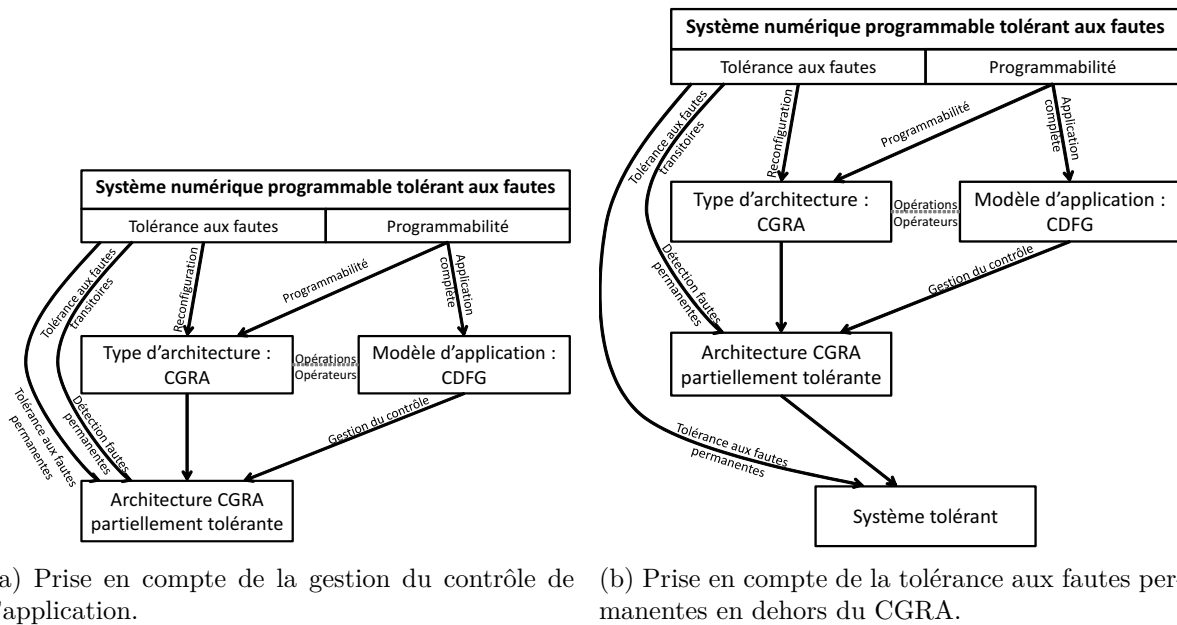 Système numérique programmable tolérant aux fautes
Tolérance aux fautes
Programmabilité
Tolérance aux fautes
transitoires
Reconfiguration
Programmabilité
Application
complète
Type d'architecture :
CGRA
Opérations
Opérateurs
Modèle d'application :
CDFG
Tolérance aux fautes
permanentes
Détection fautes
permanentes
Gestion du contrôle
Architecture CGRA
partiellement tolérante
a) Prise en compte de la gestion du contrôle de
'application.
Système numérique programmable tolérant aux fautes
Tolérance aux fautes
Programmabilité
Tolérance aux fautes
transitoires
Reconfiguration
Programmabilité
Application
complète
Type d'architecture :
CGRA
Opérations
Opérateurs
Modèle d'application :
CDFG
Détection fautes
permanentes
Gestion du contrôle
Architecture CGRA
partiellement tolérante
Tolérance aux fautes
permanentes
Système tolérant
(b) Prise en compte de la tolérance aux fautes per-
manentes en dehors du CGRA.